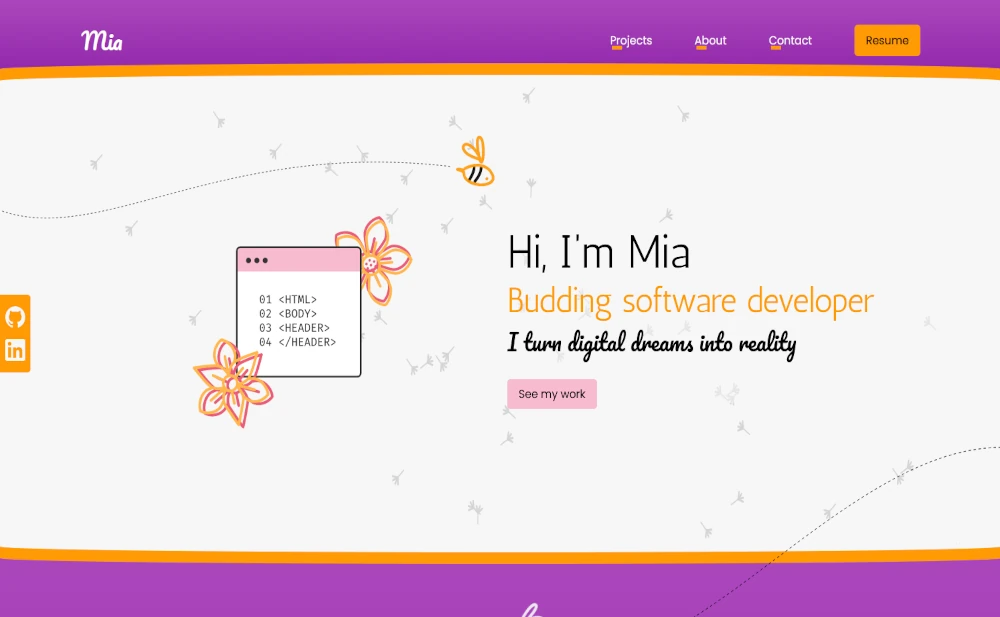 Mia
Projects
About
Contact
Resume
01 <HTML>
02 <BODY>
03 <HEADER>
04 </HEADER>
Hi, I'm Mia
Budding software developer
I turn digital dreams into reality
See my work
in